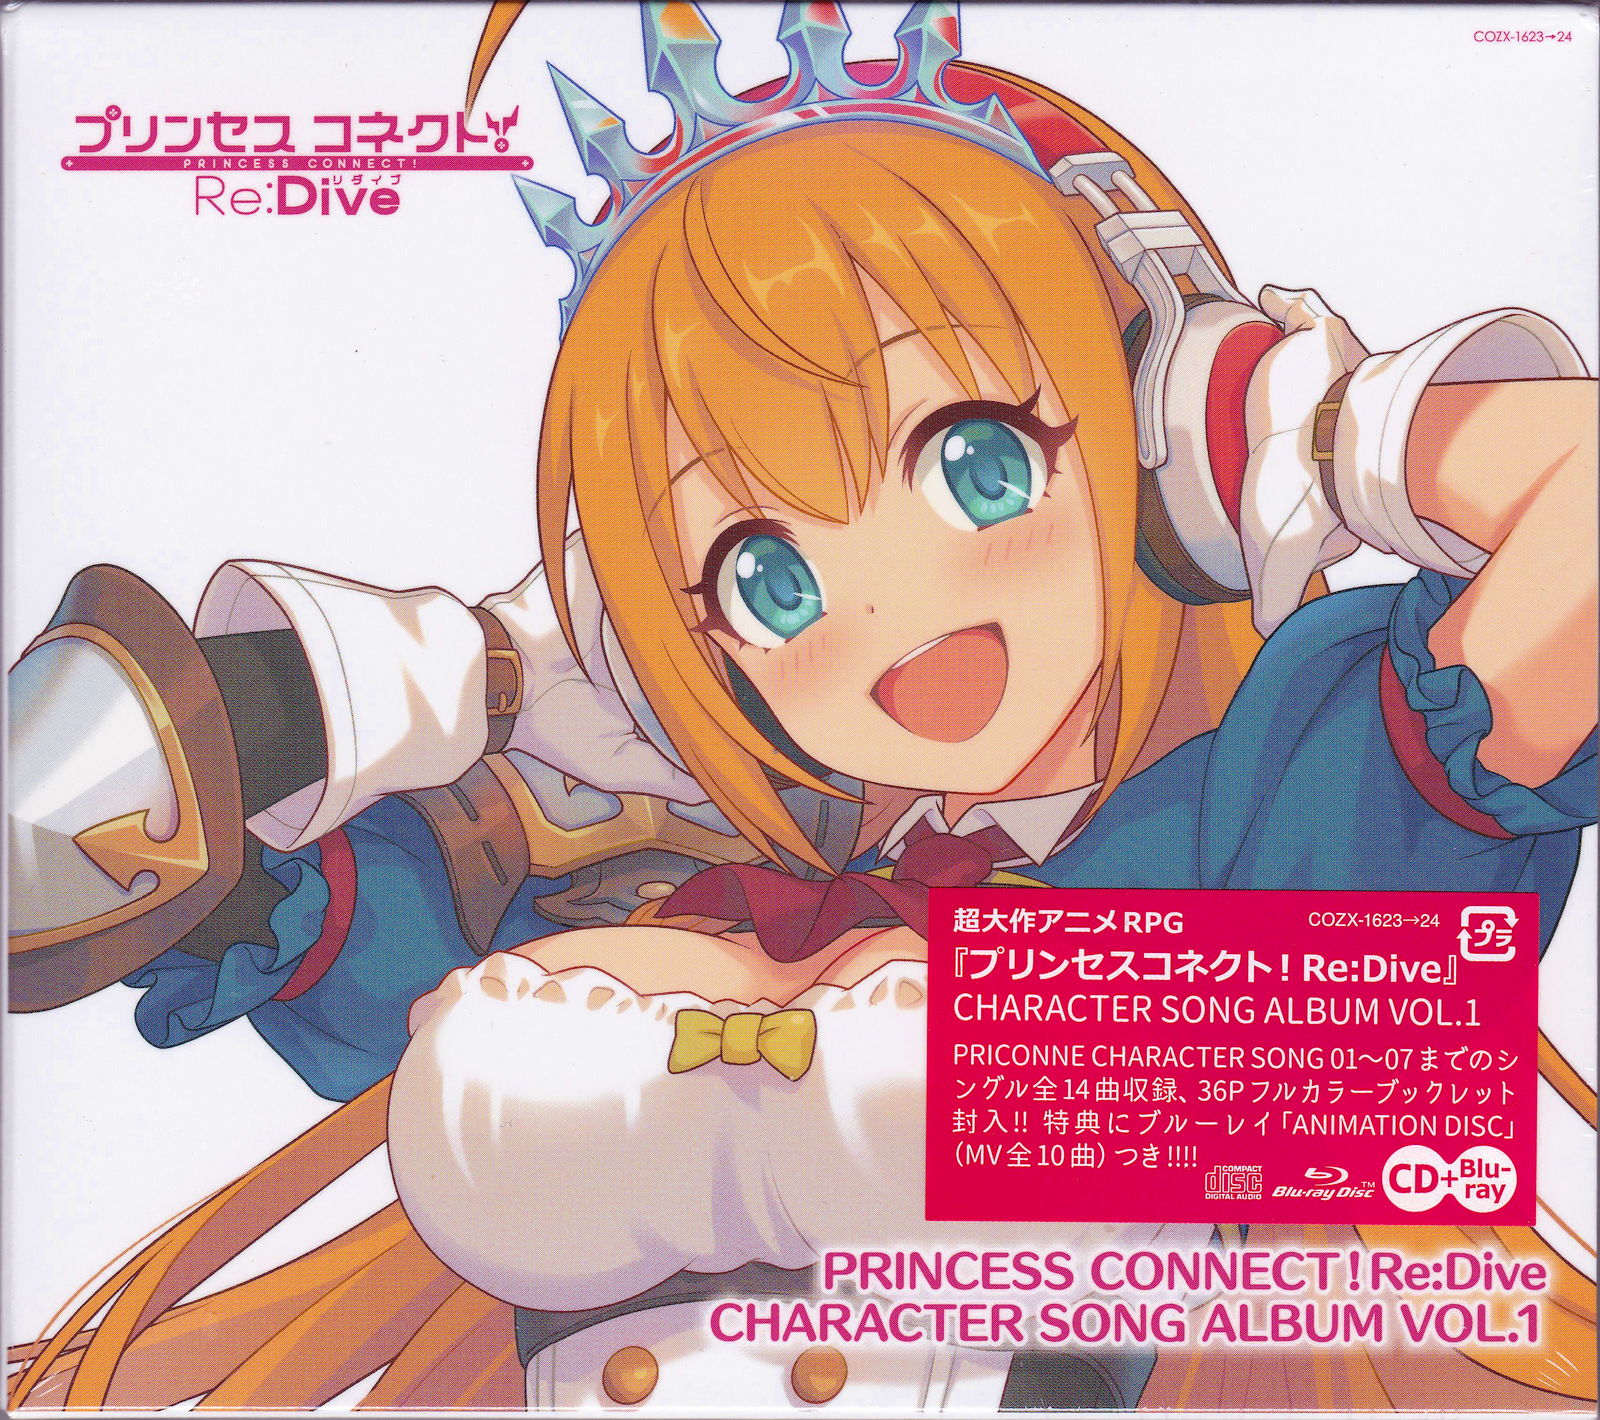 COZX-1623→24
プリンセスコネクト!
PRINCESS CONNECT!
リダイブ
Re:Dive
超大作アニメRPG
COZX-1623→24
プラ
『プリンセスコネクト！Re:Dive』
CHARACTER SONG ALBUM VOL.1
PRICONNE CHARACTER SONG 01〜07までのシ
ングル全14曲収録、36Pフルカラーブックレット
封入!! 特典にブルーレイ「ANIMATION DISC」
(MV全10曲)つき!!!!
COMPACT
disc
DIGITAL AUDIO
Blu-ray Disc™
CD+Blu-
ray
PRINCESS CONNECT!Re:Dive
CHARACTER SONG ALBUM VOL.1